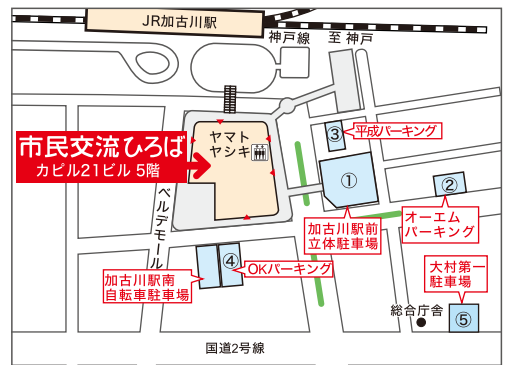 JR加古川駅
神戸線 至 神戸
市民交流ひろば
カピル21ビル 5階
ヤマト
ヤシキ
③
平成パーキング
①
②
加古川駅前
立体駐車場
オーエム
パーキング
ベルデモール
④
OKパーキング
加古川駅南
自転車駐車場
大村第一
駐車場
総合庁舎
⑤
国道2号線